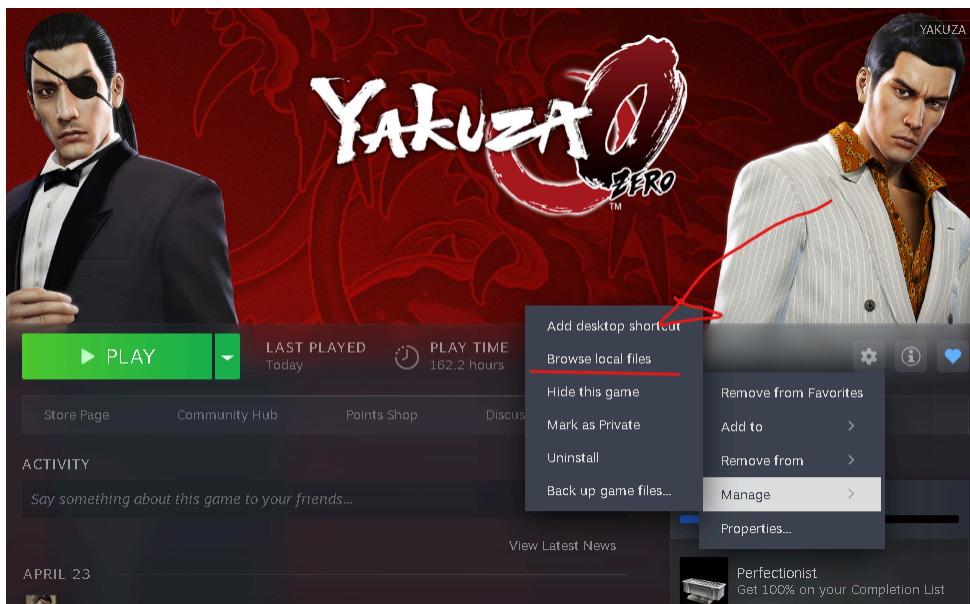 YAKUZA
YAKUZA 0
ZERO
TM
PLAY
LAST PLAYED
Today
PLAY TIME
162.2 hours
Add desktop shortcut
Browse local files
Hide this game
Mark as Private
Uninstall
Back up game files...
Remove from Favorites
Add to
Remove from
Manage
Properties...
Store Page
Community Hub
Points Shop
Discus
ACTIVITY
Say something about this game to your friends...
View Latest News
APRIL 23
Perfectionist
Get 100% on your Completion List